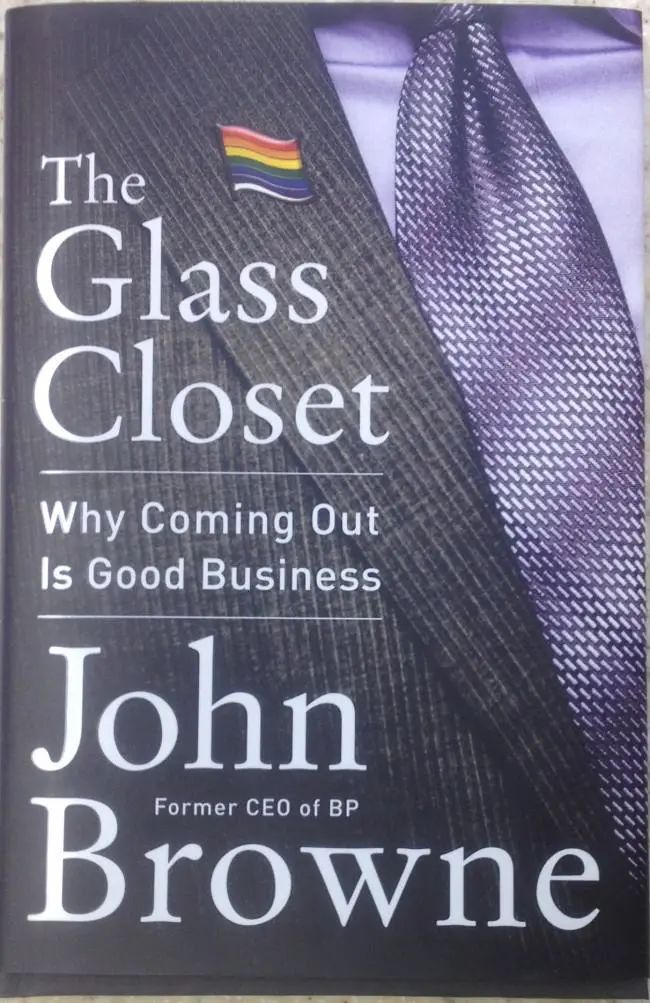 The
Glass
Closet
Why Coming Out
Is Good Business
John
Former CEO of BP
Browne